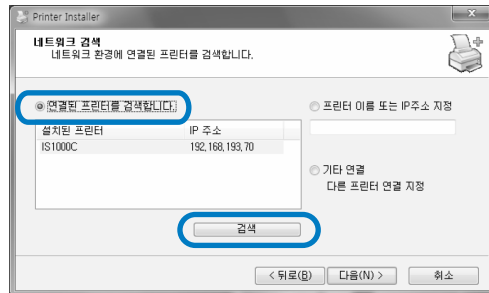 Printer Installer
네트워크 검색
네트워크 환경에 연결된 프린터를 검색합니다.
연결된 프린터를 검색합니다.
설치된 프린터 IP 주소
IS1000C 192,168,193,70
프린터 이름 또는 IP주소 지정
기타 연결
다른 프린터 연결 지정
검색
< 뒤로(B) 다음(N) > 취소